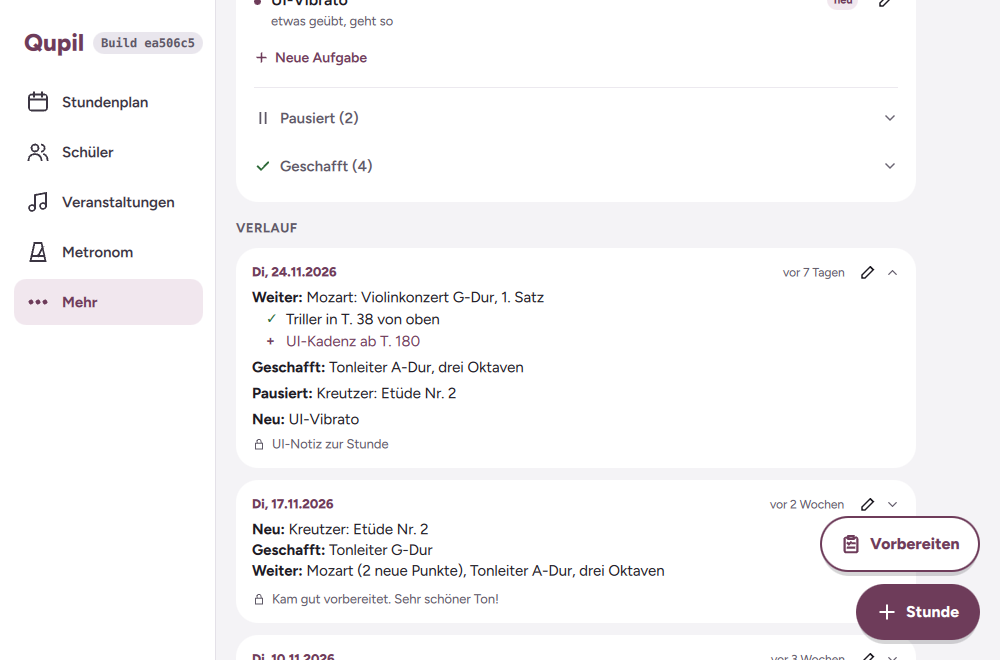 Qupil Build ea506c5
Stundenplan
Schüler
Veranstaltungen
Metronom
Mehr
UI-Vibrato neu
etwas geübt, geht so
+ Neue Aufgabe
Pausiert (2)
Geschafft (4)
VERLAUF
Di, 24.11.2026 vor 7 Tagen
Weiter: Mozart: Violinkonzert G-Dur, 1. Satz
✓ Triller in T. 38 von oben
+ UI-Kadenz ab T. 180
Geschafft: Tonleiter A-Dur, drei Oktaven
Pausiert: Kreutzer: Etüde Nr. 2
Neu: UI-Vibrato
UI-Notiz zur Stunde
Di, 17.11.2026 vor 2 Wochen
Neu: Kreutzer: Etüde Nr. 2
Geschafft: Tonleiter G-Dur
Weiter: Mozart (2 neue Punkte), Tonleiter A-Dur, drei Oktaven
Kam gut vorbereitet. Sehr schöner Ton!
Vorbereiten
+ Stunde
Di, 10.11.2026 vor 3 Wochen